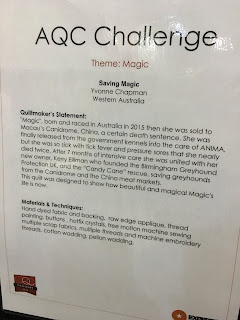 AQC Challenge
Theme: Magic
Saving Magic
Yvonne Chapman
Western Australia
Quiltmaker's Statement:
"Magic", born and raced in Australia in 2015 then she was sold to
Macau's Canidrome, China, a certain death sentence. She was
finally released from the government kennels into the care of ANIMA,
but she was so sick with tick fever and pressure sores that she nearly
died twice. After 7 months of intensive care she was united with her
new owner, Kerry Elliman who founded the Birmingham Greyhound
Protection UK, and the "Candy Cane" rescue, saving greyhounds
from the Canidrome and the China meat markets.
This quilt was designed to show how beautiful and magical Magic's
life is now.
Materials & Techniques:
Hand dyed fabric and backing, raw edge applique, thread
painting, buttons, hotfix crystals, free motion machine sewing
multiple scrap fabrics, multiple threads and machine embroidery
threads, cotton wadding, pellon wadding.